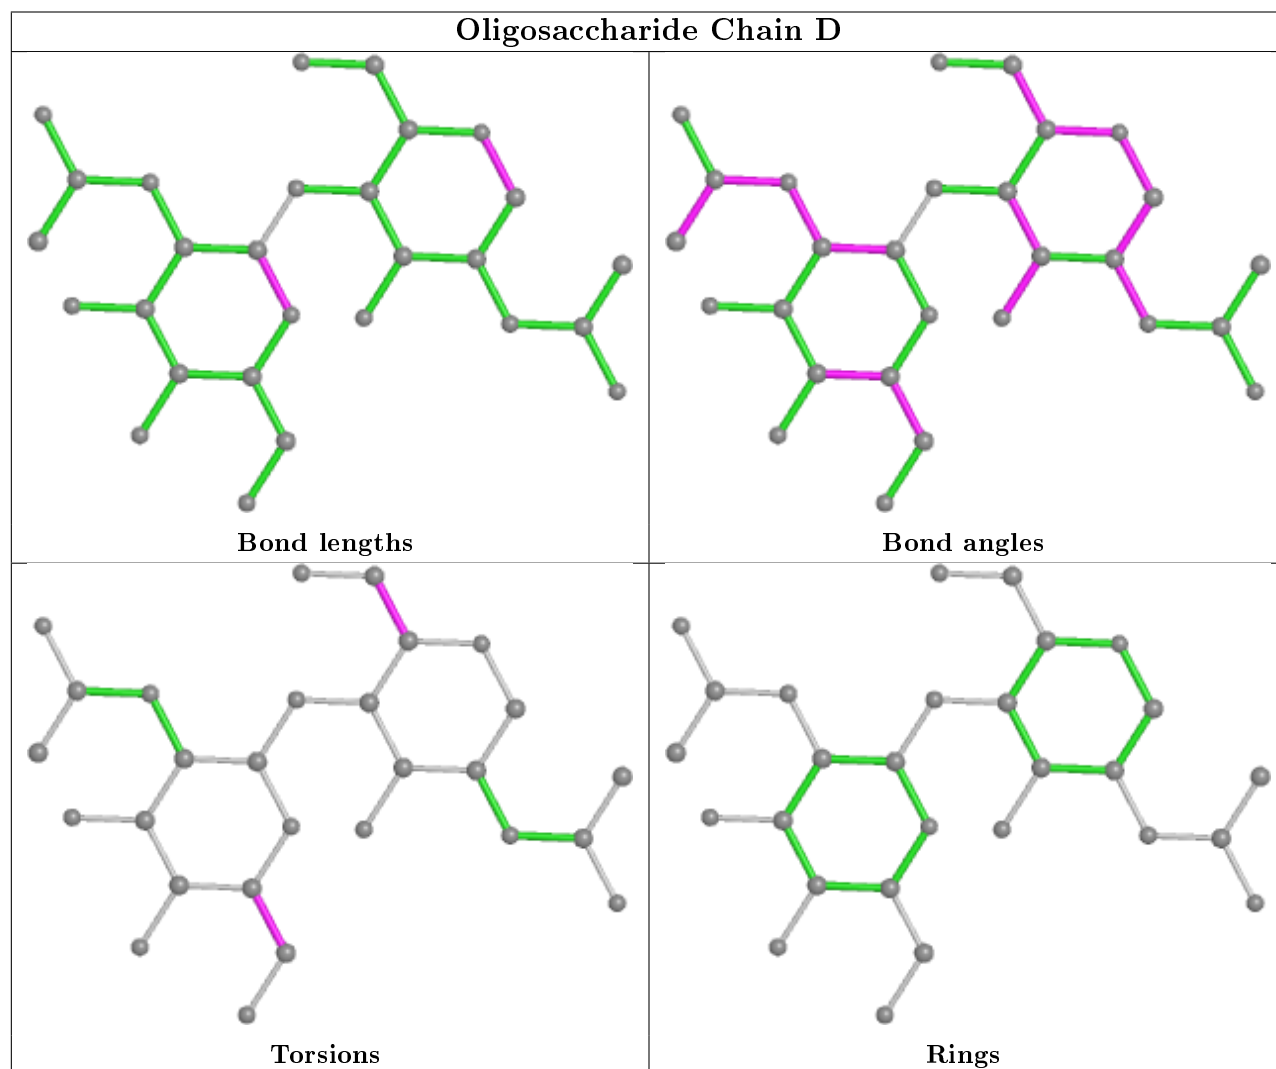 Oligosaccharide Chain D
Bond lengths
Bond angles
Torsions
Rings